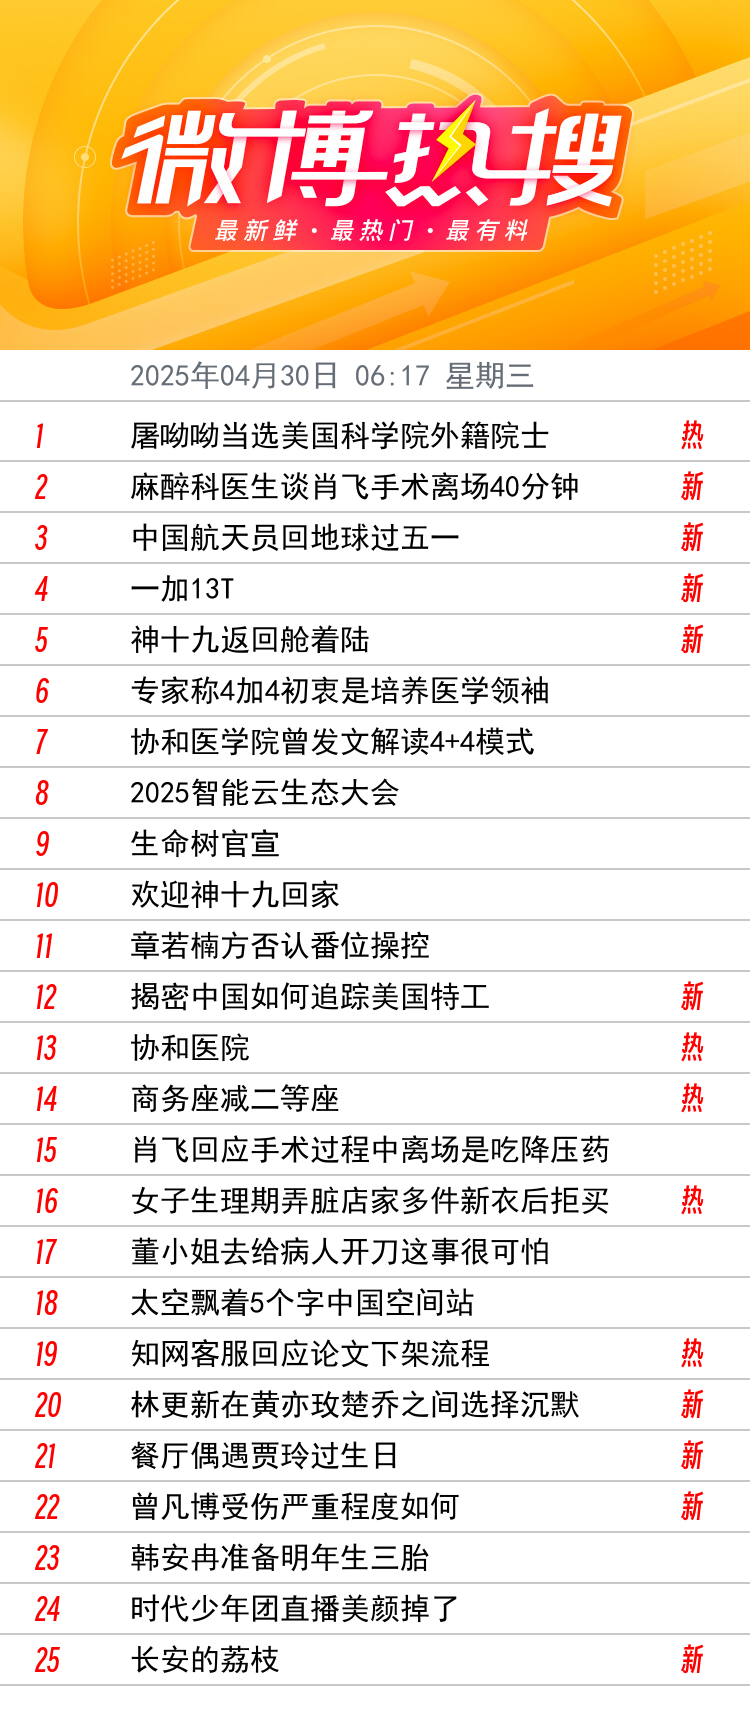 微博热搜
最新鲜·最热门·最有料
2025年04月30日 06:17 星期三
1 屠呦呦当选美国科学院外籍院士 热
2 麻醉科医生谈肖飞手术离场40分钟 新
3 中国航天员回地球过五一 新
4 一加13T 新
5 神十九返回舱着陆 新
6 专家称4加4初衷是培养医学领袖
7 协和医学院曾发文解读4+4模式
8 2025智能云生态大会
9 生命树官宣
10 欢迎神十九回家
11 章若楠方否认番位操控
12 揭密中国如何追踪美国特工 新
13 协和医院 热
14 商务座减二等座 热
15 肖飞回应手术过程中离场是吃降压药
16 女子生理期弄脏店家多件新衣后拒买 热
17 董小姐去给病人开刀这事很可怕
18 太空飘着5个字中国空间站
19 知网客服回应论文下架流程 热
20 林更新在黄亦玫楚乔之间选择沉默 新
21 餐厅偶遇贾玲过生日 新
22 曾凡博受伤严重程度如何 新
23 韩安冉准备明年生三胎
24 时代少年团直播美颜掉了
25 长安的荔枝 新